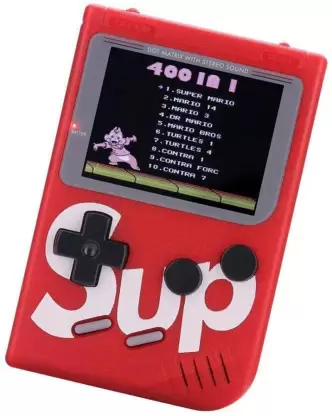 DOT MATRIX WITH STEREO SOUND
400 IN 1
1.SUPER MARIO
2.MARIO 14
3.MARIO 3
4.DR MARIO
5.MARIO BROS
6.TURTLES 1
7.TURTLES 4
8.CONTRA 1
9.CONTRA FORC
10.CONTRA 7
Sup